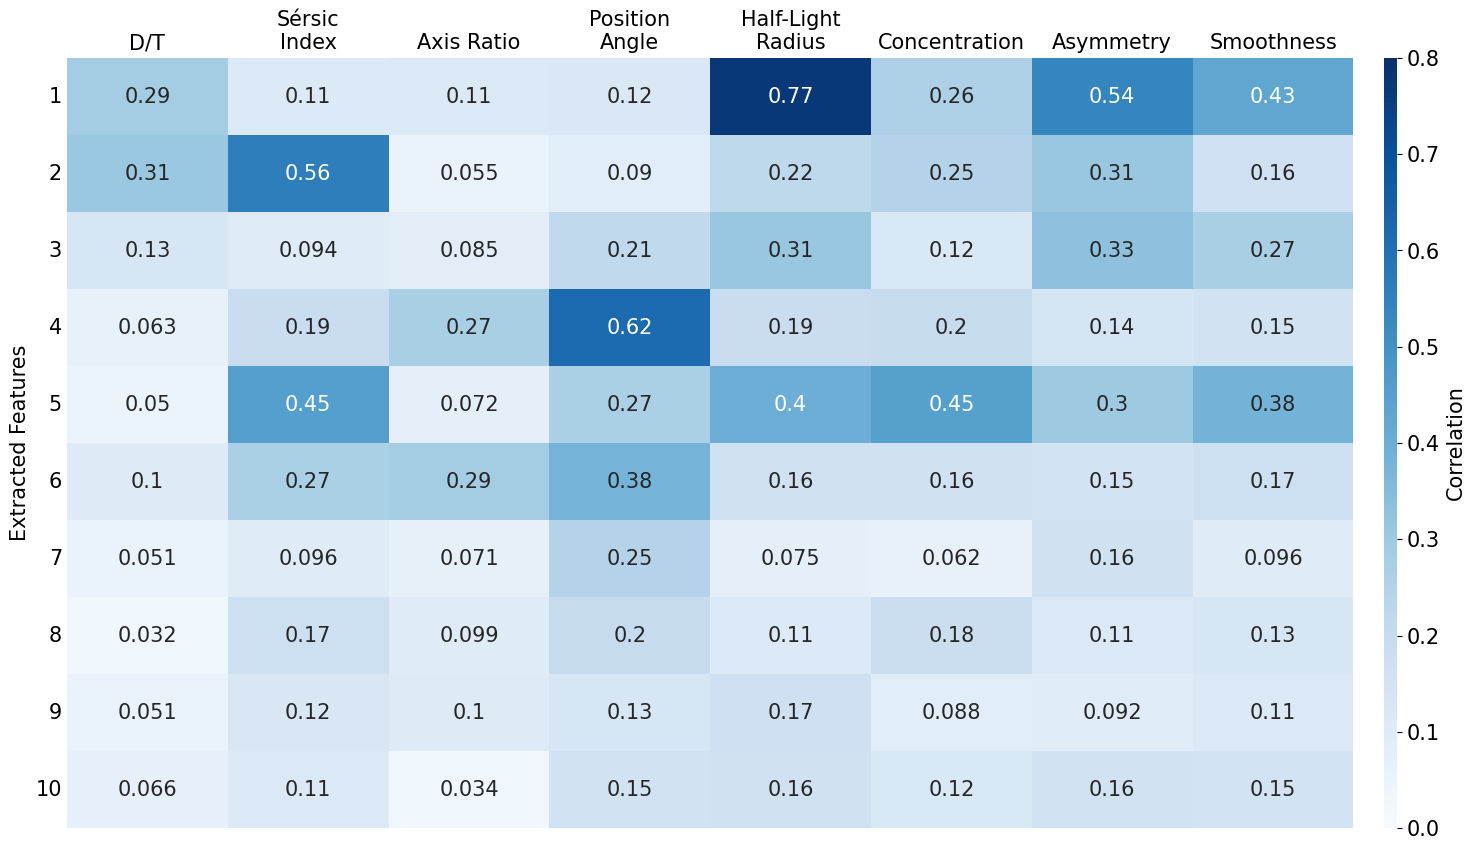 Sérsic
Position
Half-Light
D/T
Index
Axis Ratio
Angle
Radius
Concentration
Asymmetry
Smoothness
1 0.29 0.11 0.11 0.12 0.77 0.26 0.54 0.43
2 0.31 0.56 0.055 0.09 0.22 0.25 0.31 0.16
3 0.13 0.094 0.085 0.21 0.31 0.12 0.33 0.27
4 0.063 0.19 0.27 0.62 0.19 0.2 0.14 0.15
5 0.05 0.45 0.072 0.27 0.4 0.45 0.3 0.38
6 0.1 0.27 0.29 0.38 0.16 0.16 0.15 0.17
7 0.051 0.096 0.071 0.25 0.075 0.062 0.16 0.096
8 0.032 0.17 0.099 0.2 0.11 0.18 0.11 0.13
9 0.051 0.12 0.1 0.13 0.17 0.088 0.092 0.11
10 0.066 0.11 0.034 0.15 0.16 0.12 0.16 0.15
Extracted Features
0.8
0.7
0.6
0.5
0.4
0.3
0.2
0.1
0.0
Correlation